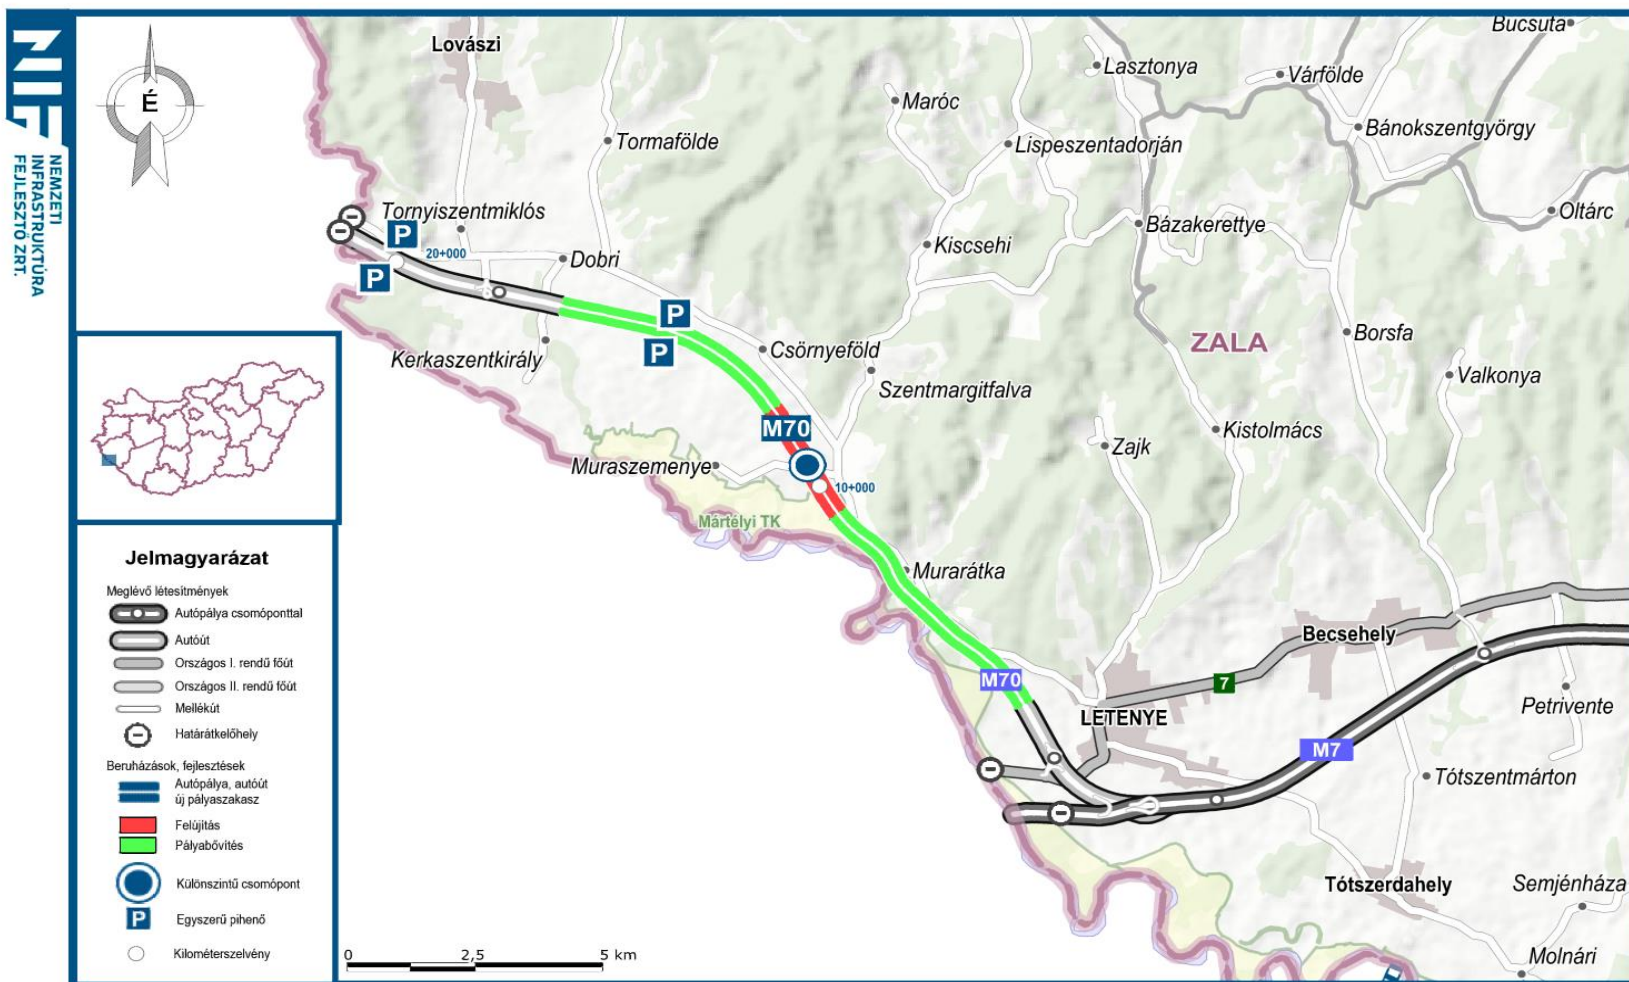 NIF
NEMZETI
INFRASTRUKTÚRA
FEJLESZTŐ ZRT.
É
Lovászi
Bucsuta
Lasztonya
Várfölde
Maróc
Bánokszentgyörgy
Tormafölde
Lispeszentadorján
Tornyiszentmiklós
Oltárc
P
Bázakerettye
20+000
Kiscsehi
Dobri
P
P
Borsfa
ZALA
P
Csörnyeföld
Kerkaszentkirály
Valkonya
Szentmargitfalva
M70
Kistolmács
Zajk
Muraszemenye
10+000
Mártélyi TK
Murarátka
Becsehely
M70
7
LETENYE
Petrivente
M7
Tótszentmárton
Tótszerdahely
Semjénháza
Molnári
0 2,5 5 km
Jelmagyarázat
Meglévő létesítmények
Autópálya csomóponttal
Autóút
Országos I. rendű főút
Országos II. rendű főút
Mellékút
Határátkelőhely
Beruházások, fejlesztések
Autópálya, autóút
új pályaszakasz
Felújítás
Pályabővítés
Különszintű csomópont
P Egyszerű pihenő
Kilométerszelvény